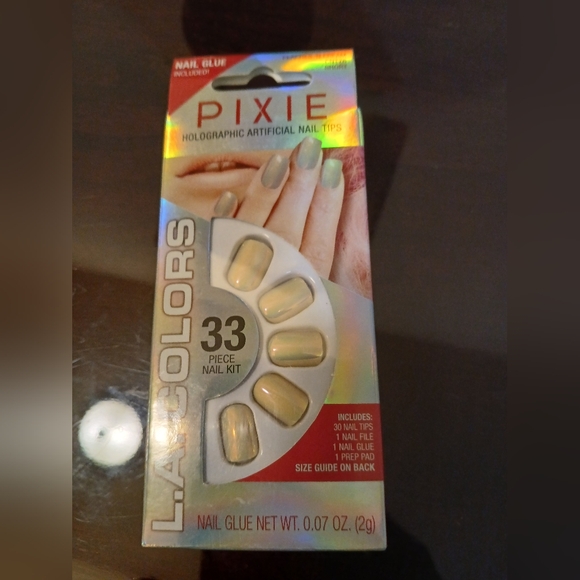 NAIL GLUE
INCLUDED!
PIXIE
HOLOGRAPHIC ARTIFICIAL NAIL TIPS
L.A. COLORS
33
PIECE
NAIL KIT
INCLUDES:
30 NAIL TIPS
1 NAIL FILE
1 NAIL GLUE
1 PREP PAD
SIZE GUIDE ON BACK
NAIL GLUE NET WT. 0.07 OZ. (2g)